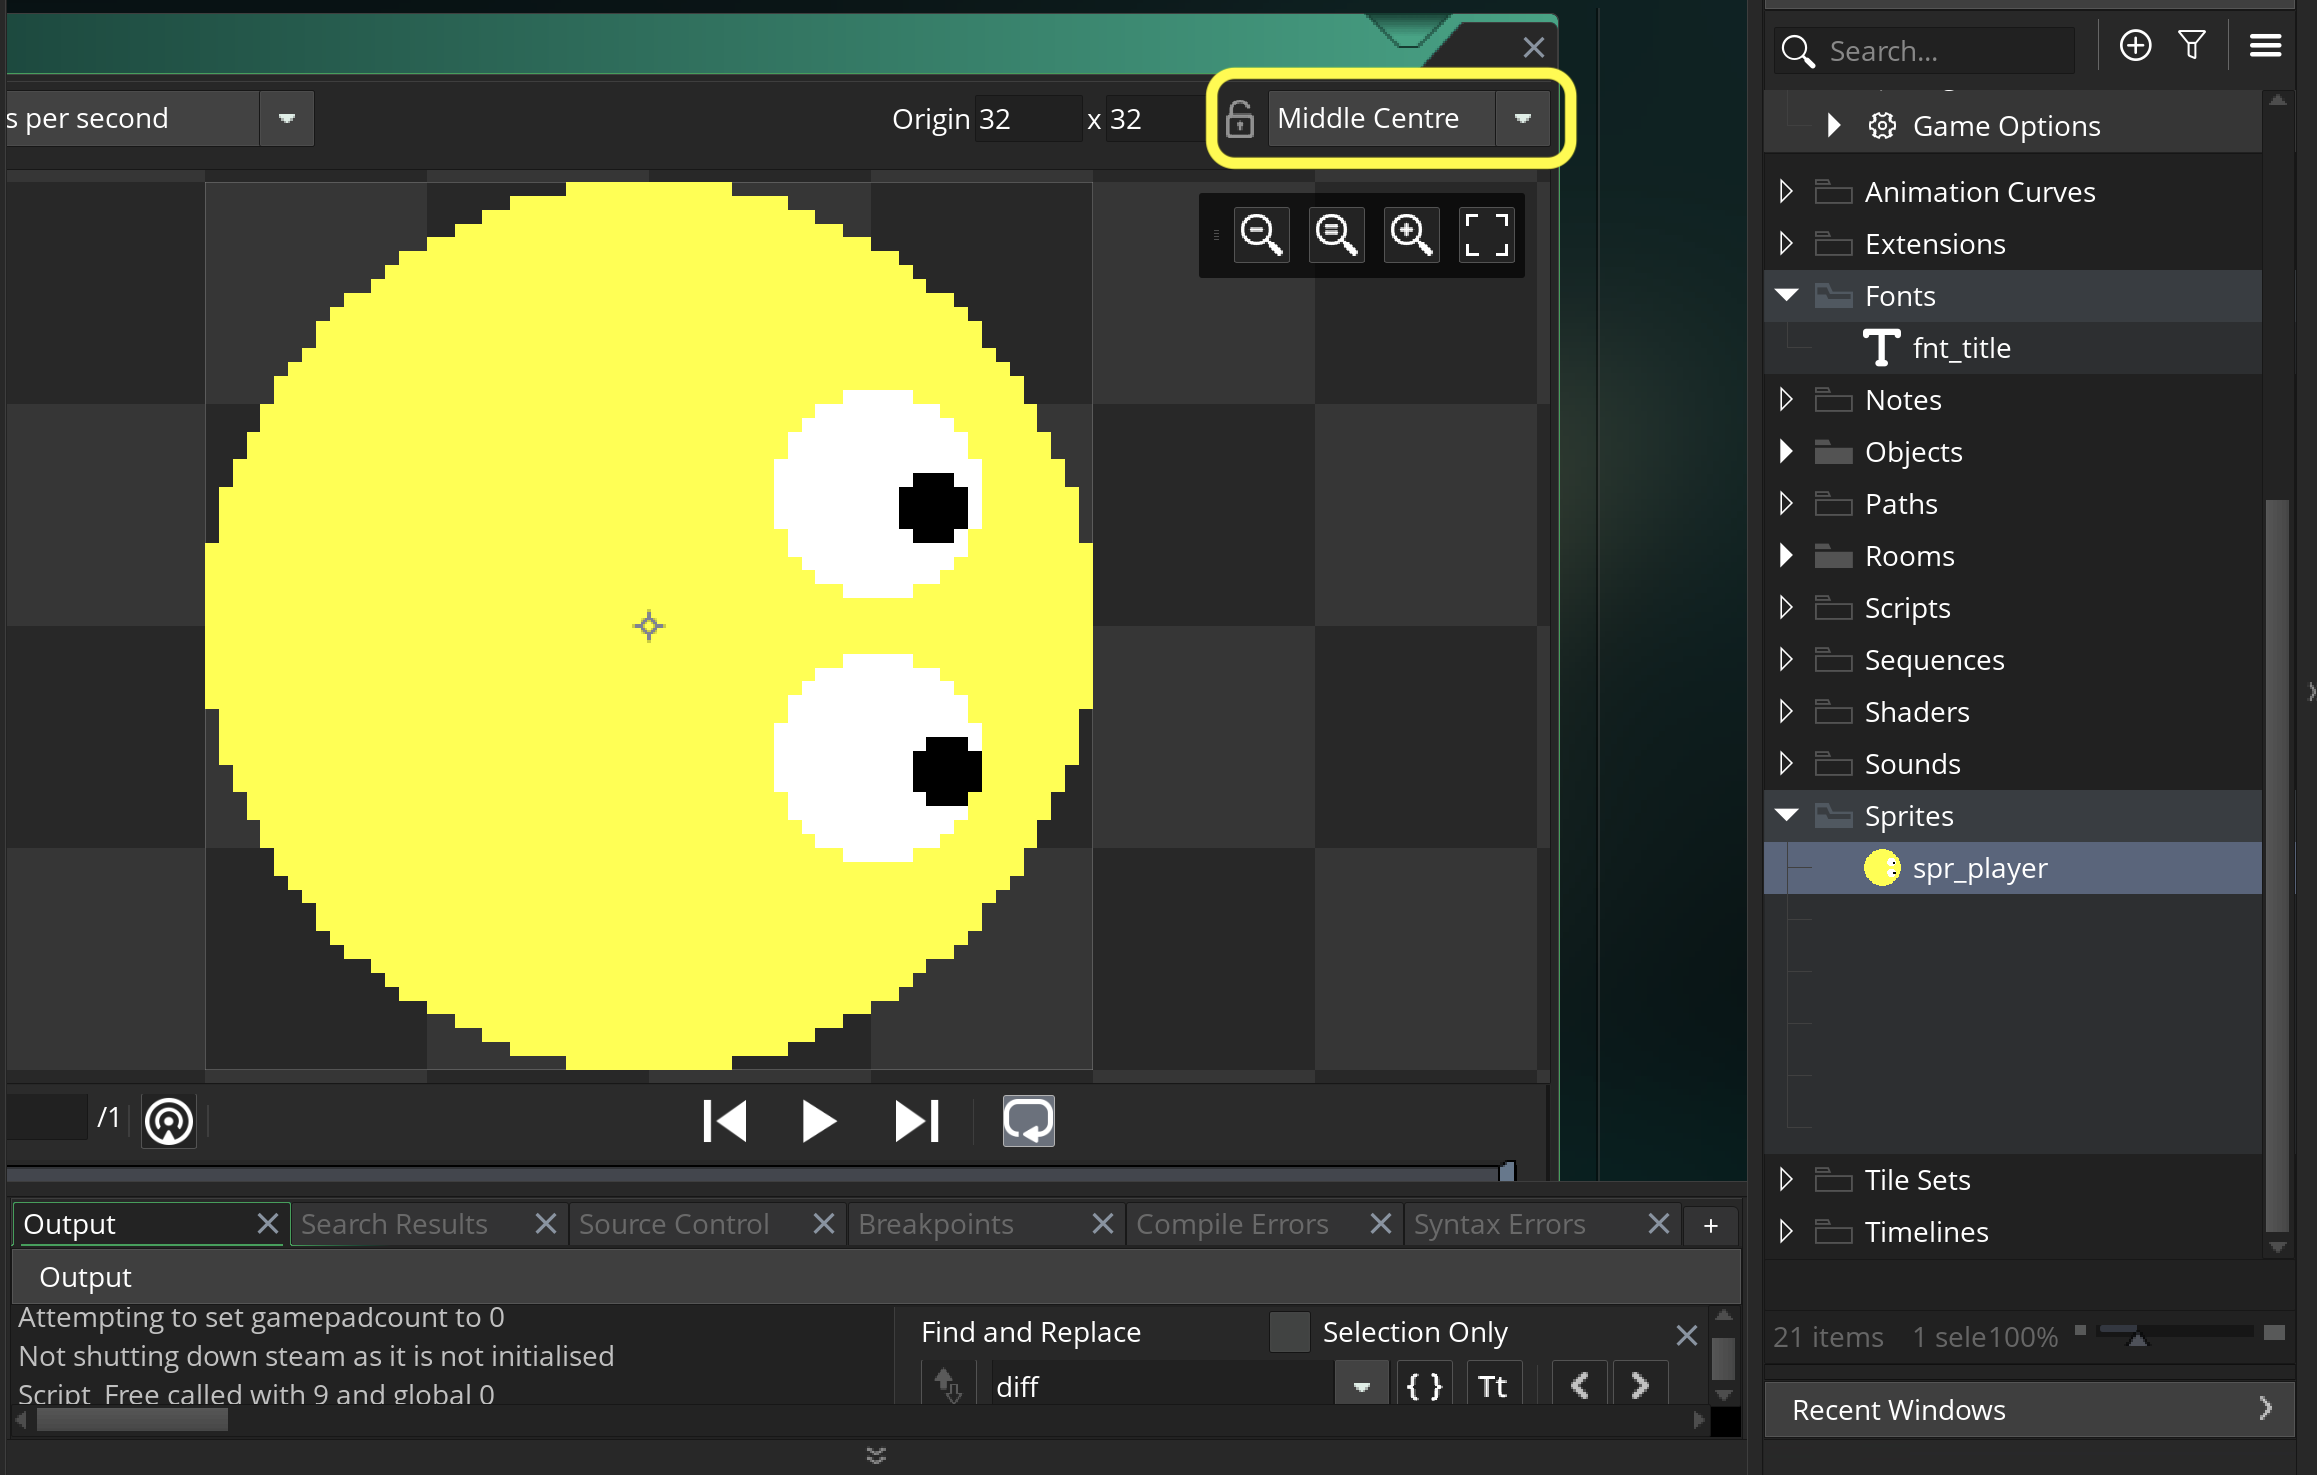 s per second
Origin 32 x 32
Middle Centre
/1
Output
Search Results
Source Control
Breakpoints
Compile Errors
Syntax Errors
+
Output
Attempting to set gamepadcount to 0
Not shutting down steam as it is not initialised
Script Free called with 9 and global 0
Find and Replace
Selection Only
diff
{ }
Tt
Search...
Game Options
Animation Curves
Extensions
Fonts
fnt_title
Notes
Objects
Paths
Rooms
Scripts
Sequences
Shaders
Sounds
Sprites
spr_player
Tile Sets
Timelines
21 items
1 sele100%
Recent Windows